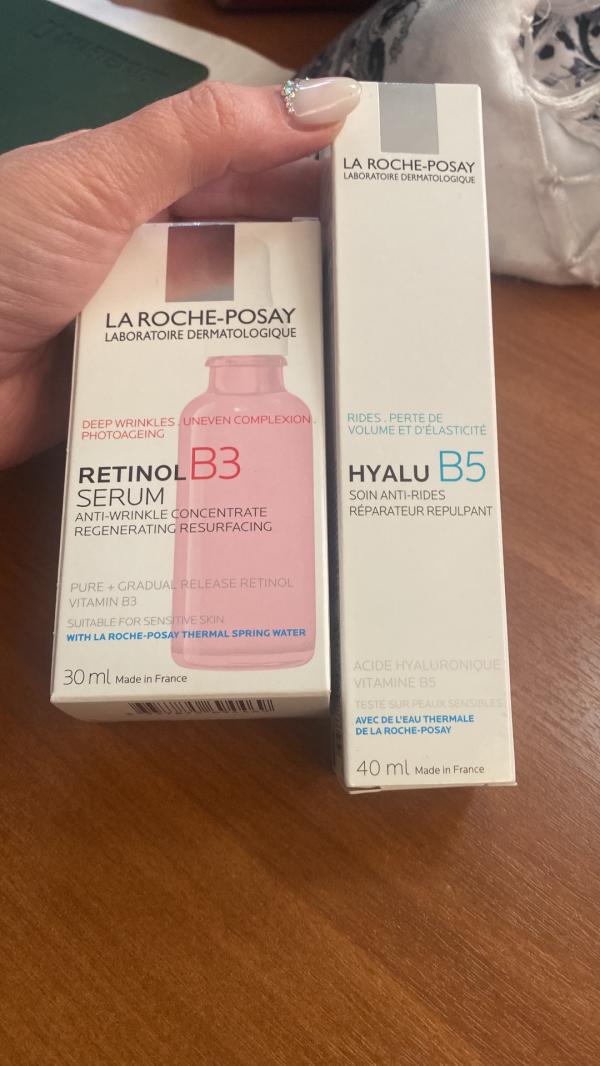 LA ROCHE-POSAY
LABORATOIRE DERMATOLOGIQUE
DEEP WRINKLES . UNEVEN COMPLEXION .
PHOTOAGEING
RETINOL B3
SERUM
ANTI-WRINKLE CONCENTRATE
REGENERATING RESURFACING
PURE + GRADUAL RELEASE RETINOL
VITAMIN B3
SUITABLE FOR SENSITIVE SKIN
WITH LA ROCHE-POSAY THERMAL SPRING WATER
30 ml Made in France
LA ROCHE-POSAY
LABORATOIRE DERMATOLOGIQUE
RIDES . PERTE DE
VOLUME ET D'ÉLASTICITÉ
HYALU B5
SOIN ANTI-RIDES
RÉPARATEUR REPULPANT
ACIDE HYALURONIQUE
VITAMINE B5
TESTÉ SUR PEAUX SENSIBLES
AVEC DE L'EAU THERMALE
DE LA ROCHE-POSAY
40 ml Made in France